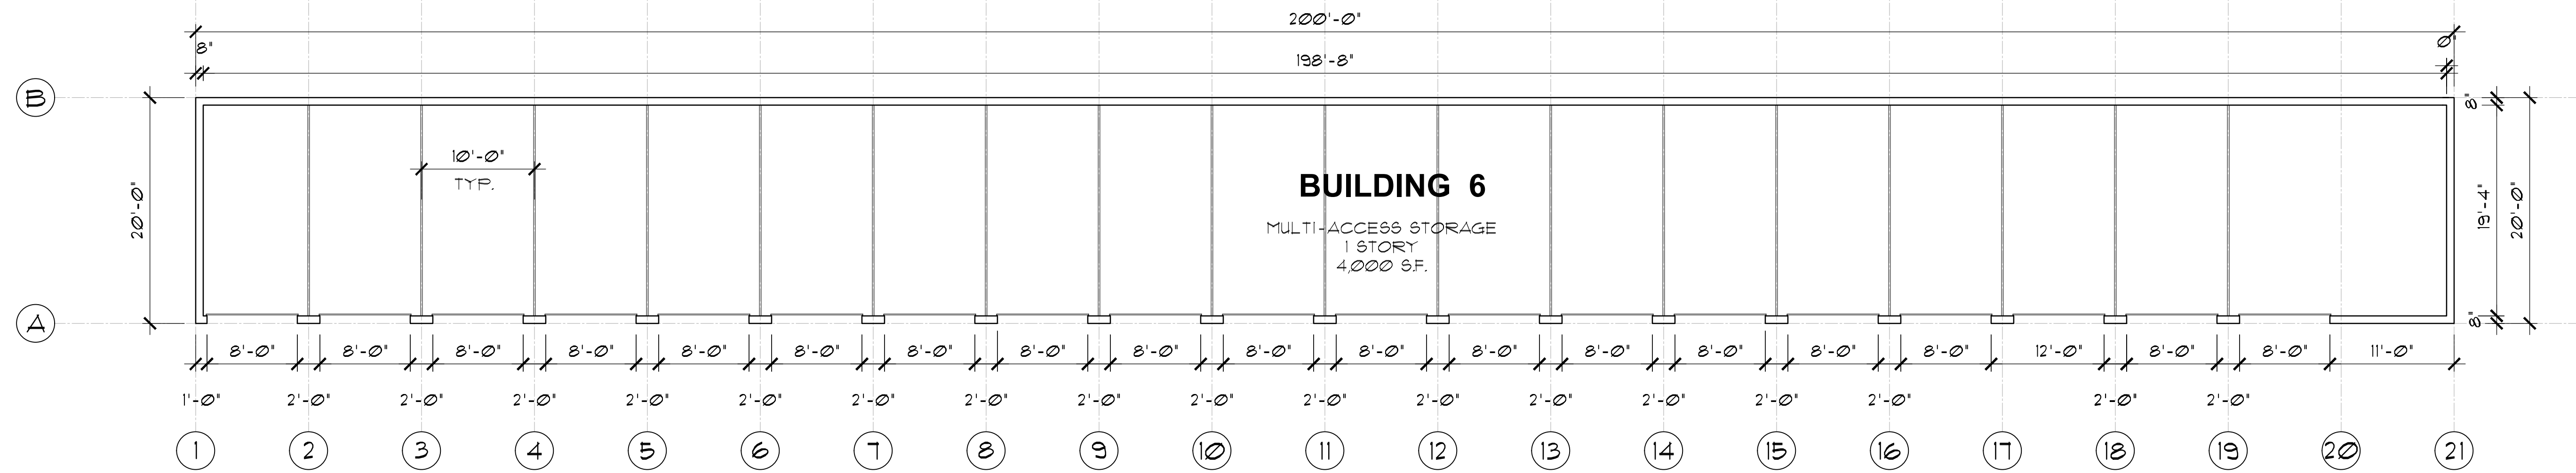 200'-0"
8"
0"
198'-8"
B
8"
10'-0"
TYP.
BUILDING 6
20'-0"
19'-4"
20'-0"
MULTI-ACCESS STORAGE
1 STORY
4,000 S.F.
A
8"
8'-0" 8'-0" 8'-0" 8'-0" 8'-0" 8'-0" 8'-0" 8'-0" 8'-0" 8'-0" 8'-0" 8'-0" 8'-0" 8'-0" 8'-0" 8'-0" 12'-0" 8'-0" 8'-0" 11'-0"
1'-0" 2'-0" 2'-0" 2'-0" 2'-0" 2'-0" 2'-0" 2'-0" 2'-0" 2'-0" 2'-0" 2'-0" 2'-0" 2'-0" 2'-0" 2'-0" 2'-0" 2'-0"
1 2 3 4 5 6 7 8 9 10 11 12 13 14 15 16 17 18 19 20 21